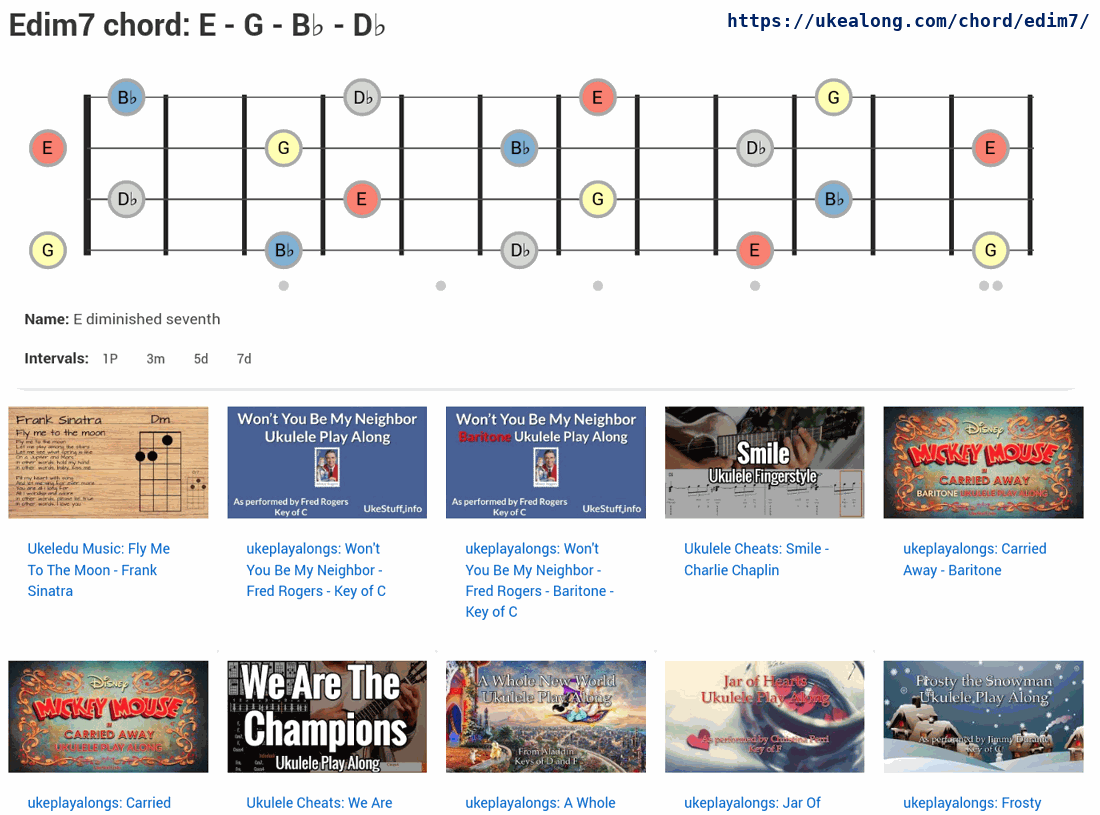 Edim7 chord: E - G - B♭ - D♭
https://ukealong.com/chord/edim7/
B♭ D♭ E G
E G B♭ D♭ E
D♭ E G B♭
G B♭ D♭ E G
Name: E diminished seventh
Intervals: 1P 3m 5d 7d
Frank Sinatra
Dm
Fly me to the moon
Won't You Be My Neighbor
Ukulele Play Along
As performed by Fred Rogers
Key of C
UkeStuff.info
Won't You Be My Neighbor
Baritone Ukulele Play Along
As performed by Fred Rogers
Key of C
UkeStuff.info
Smile
Ukulele Fingerstyle
Disney
MICKEY MOUSE
in
CARRIED AWAY
BARITONE UKULELE PLAY ALONG
Ukeledu Music: Fly Me
To The Moon - Frank
Sinatra
ukeplayalongs: Won't
You Be My Neighbor -
Fred Rogers - Key of C
ukeplayalongs: Won't
You Be My Neighbor -
Fred Rogers - Baritone -
Key of C
Ukulele Cheats: Smile -
Charlie Chaplin
ukeplayalongs: Carried
Away - Baritone
Disney
MICKEY MOUSE
in
CARRIED AWAY
UKULELE PLAY ALONG
We Are The
Champions
Ukulele Play Along
A Whole New World
Ukulele Play Along
From Aladdin
Keys of D and F
Jar of Hearts
Ukulele Play Along
As performed by Christina Perri
Key of F
Frosty the Snowman
Ukulele Play Along
As performed by Jimmy Durante
Key of C
ukeplayalongs: Carried
Ukulele Cheats: We Are
ukeplayalongs: A Whole
ukeplayalongs: Jar Of
ukeplayalongs: Frosty